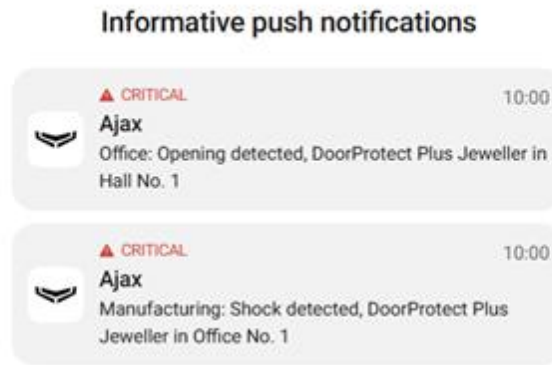 Informative push notifications
CRITICAL
10:00
Ajax
Office: Opening detected, DoorProtect Plus Jeweller in
Hall No. 1
CRITICAL
10:00
Ajax
Manufacturing: Shock detected, DoorProtect Plus
Jeweller in Office No. 1